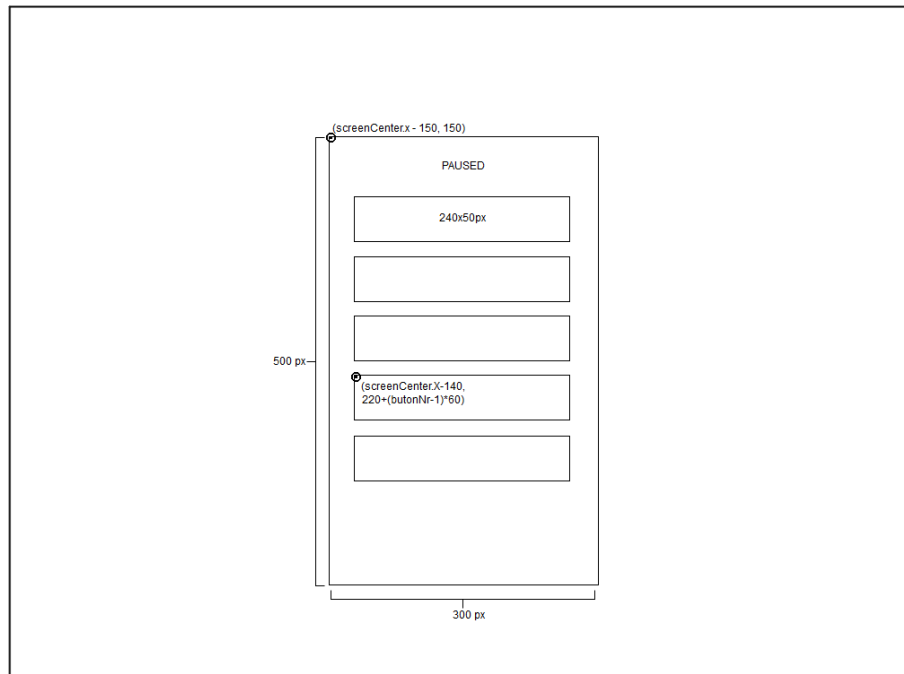 (screenCenter.x - 150, 150)
PAUSED
240x50px
500 px
(screenCenter.X-140,
220+(butonNr-1)*60)
300 px